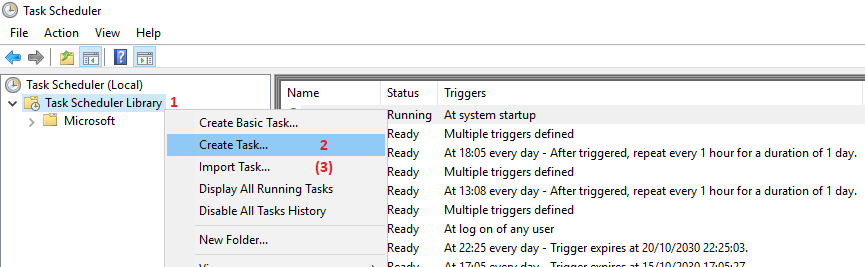 Task Scheduler
File Action View Help
Task Scheduler (Local)
Task Scheduler Library 1
Microsoft
Create Basic Task...
Create Task... 2
Import Task... (3)
Display All Running Tasks
Disable All Tasks History
New Folder...
View
Name Status Triggers
Running At system startup
Ready Multiple triggers defined
Ready At 18:05 every day - After triggered, repeat every 1 hour for a duration of 1 day.
Ready Multiple triggers defined
Ready At 13:08 every day - After triggered, repeat every 1 hour for a duration of 1 day.
Ready Multiple triggers defined
Ready At log on of any user
Ready At 22:25 every day - Trigger expires at 20/10/2030 22:25:03.
Ready At 17:05 every day - Trigger expires at 15/10/2030 17:05:27.